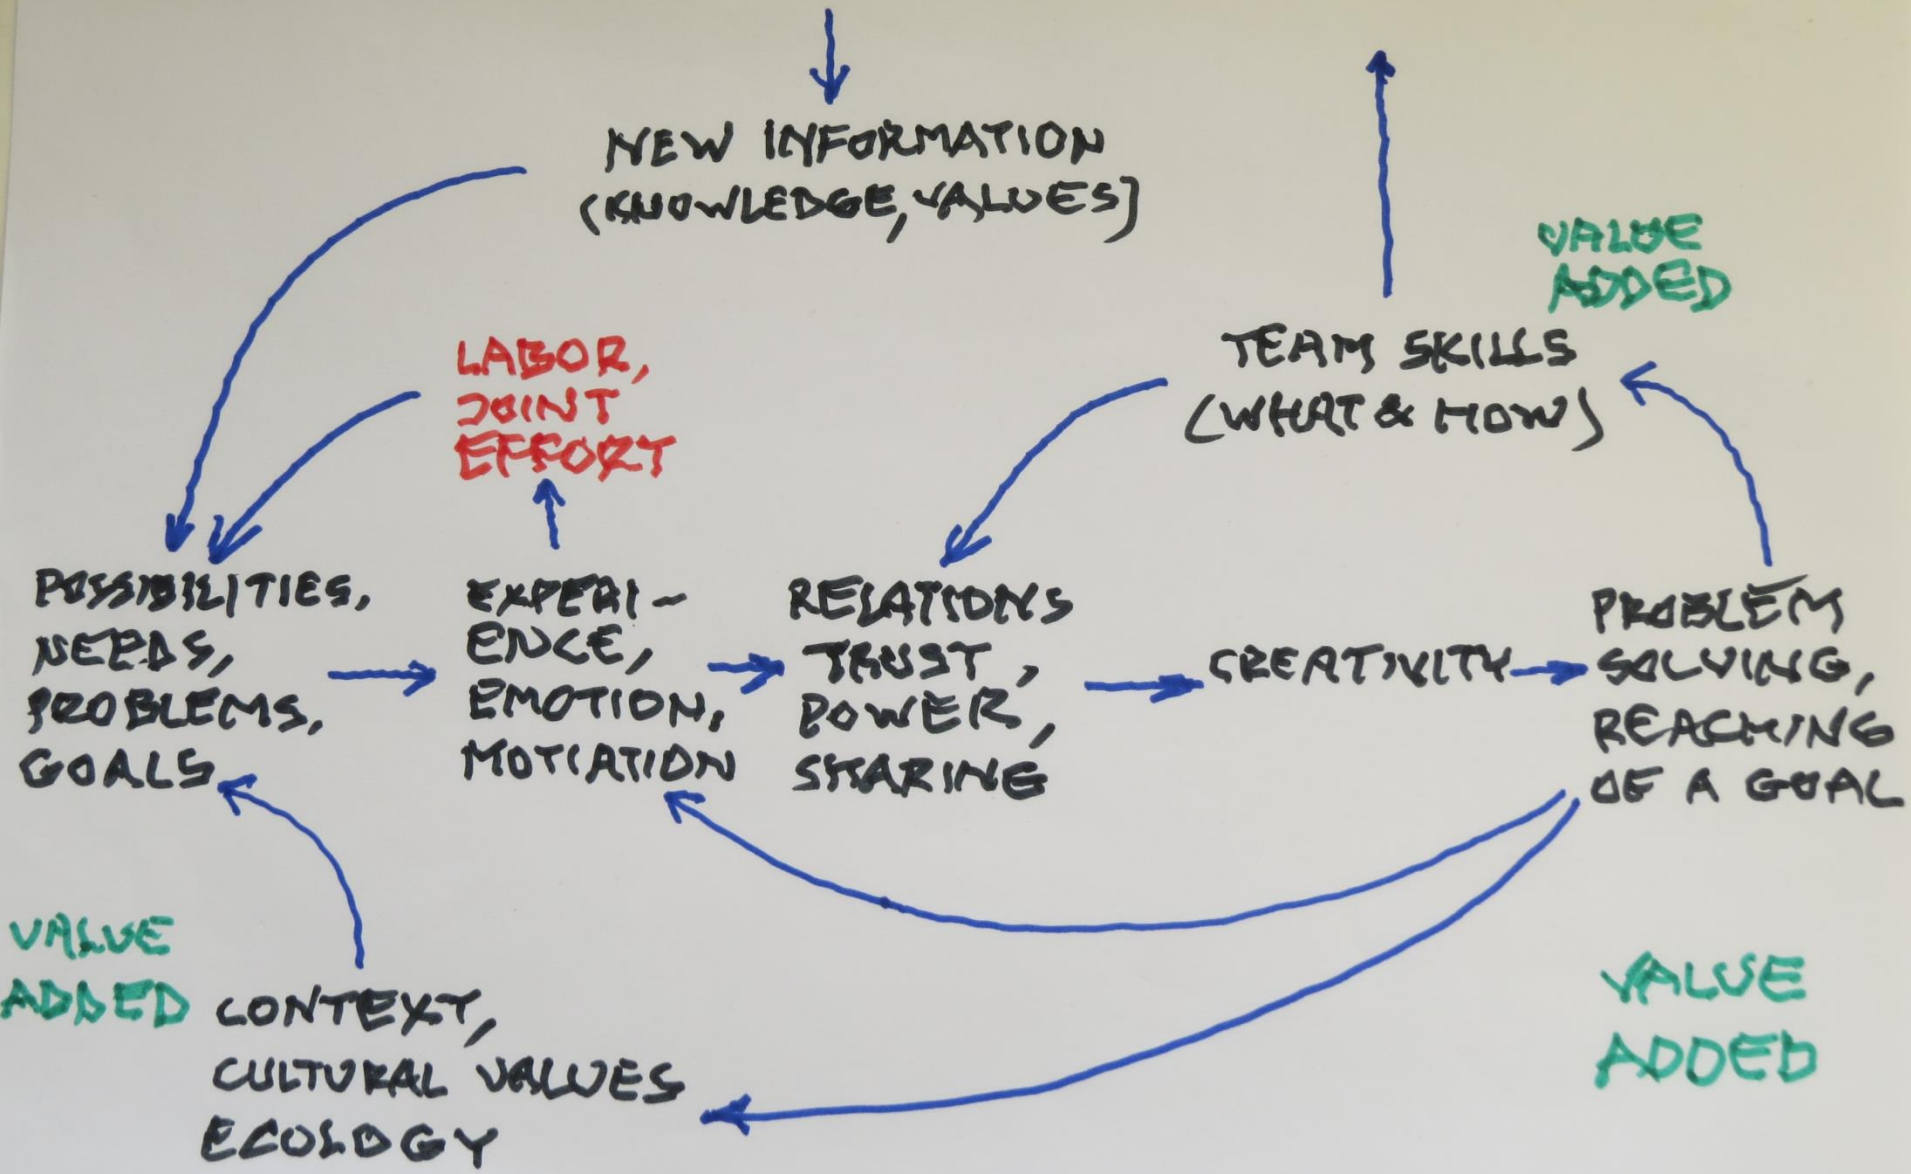 NEW INFORMATION
(KNOWLEDGE, VALUES]
VALUE
ADDED
LABOR,
JOINT
EFFORT
TEAM SKILLS
(WHAT & HOW)
POSSIBILITIES,
NEEDS,
PROBLEMS,
GOALS
EXPERI-
ENCE,
EMOTION,
MOTIATION
RELATIONS
TRUST,
POWER,
SHARING
CREATIVITY
PROBLEM
SOLVING,
REACHING
OF A GOAL
VALUE
ADDED
CONTEXT,
CULTURAL VALUES
ECOLOGY
VALUE
ADDED